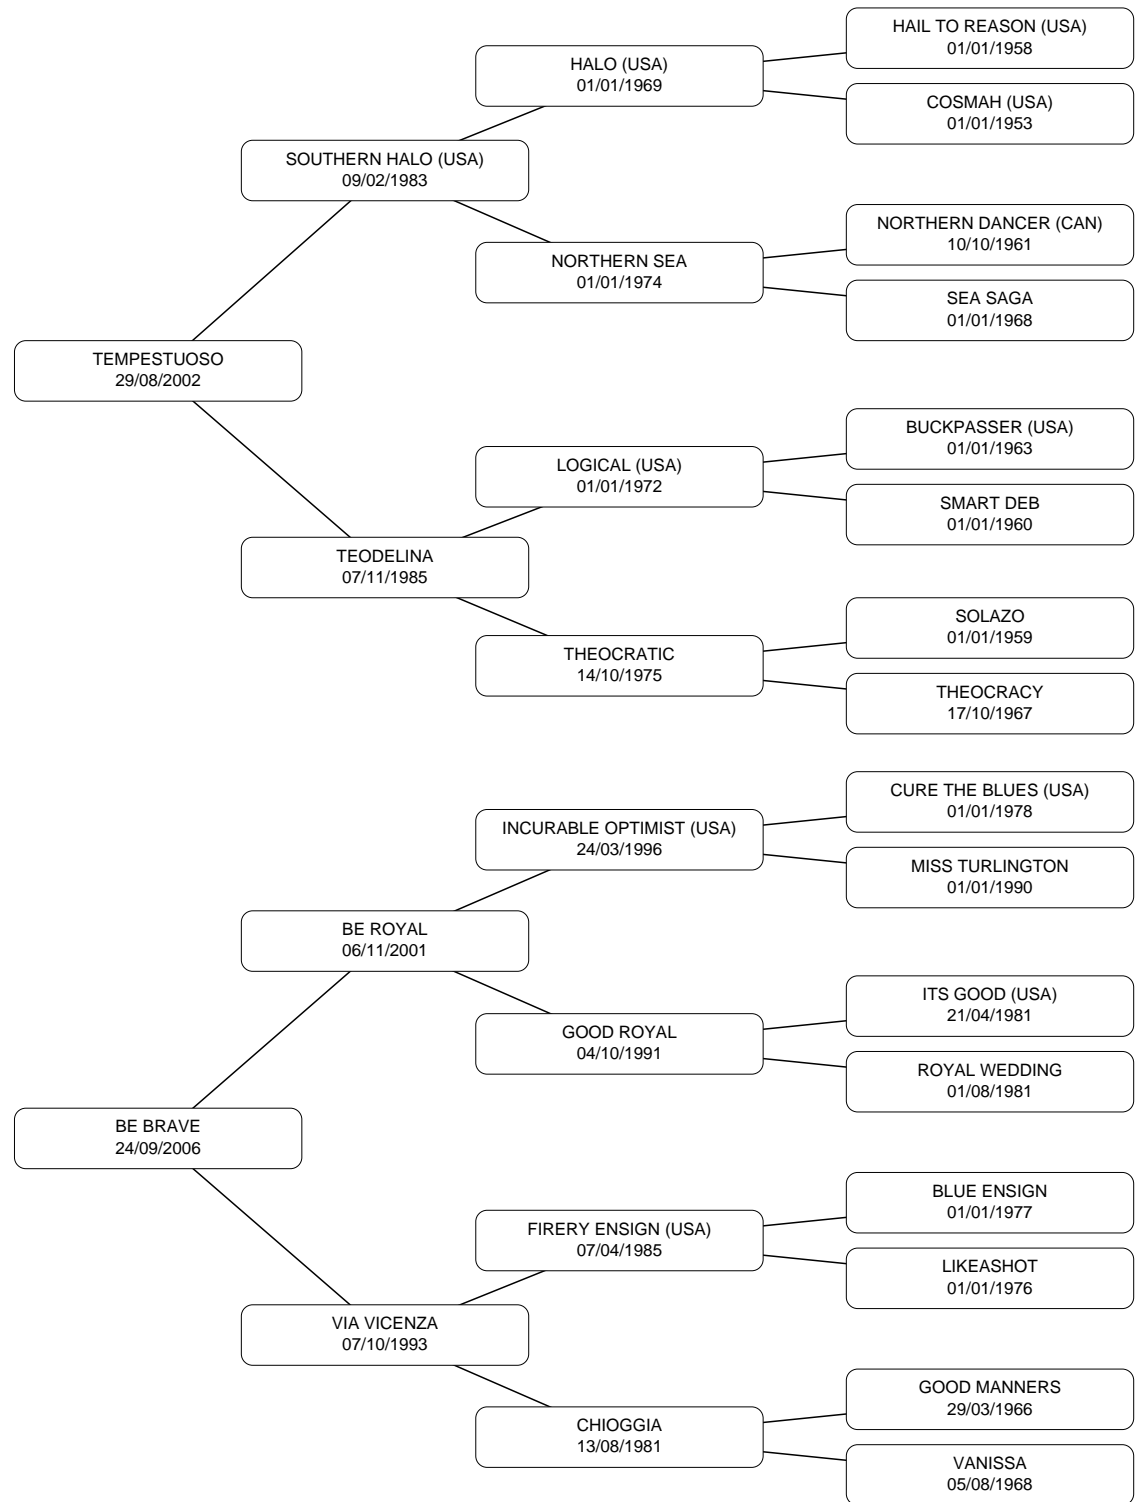 HAIL TO REASON (USA)
01/01/1958
HALO (USA)
01/01/1969
COSMAH (USA)
01/01/1953
SOUTHERN HALO (USA)
09/02/1983
NORTHERN DANCER (CAN)
10/10/1961
NORTHERN SEA
01/01/1974
SEA SAGA
01/01/1968
TEMPESTUOSO
29/08/2002
BUCKPASSER (USA)
01/01/1963
LOGICAL (USA)
01/01/1972
SMART DEB
01/01/1960
TEODELINA
07/11/1985
SOLAZO
01/01/1959
THEOCRATIC
14/10/1975
THEOCRACY
17/10/1967
CURE THE BLUES (USA)
01/01/1978
INCURABLE OPTIMIST (USA)
24/03/1996
MISS TURLINGTON
01/01/1990
BE ROYAL
06/11/2001
ITS GOOD (USA)
21/04/1981
GOOD ROYAL
04/10/1991
ROYAL WEDDING
01/08/1981
BE BRAVE
24/09/2006
BLUE ENSIGN
01/01/1977
FIRERY ENSIGN (USA)
07/04/1985
LIKEASHOT
01/01/1976
VIA VICENZA
07/10/1993
GOOD MANNERS
29/03/1966
CHIOGGIA
13/08/1981
VANISSA
05/08/1968